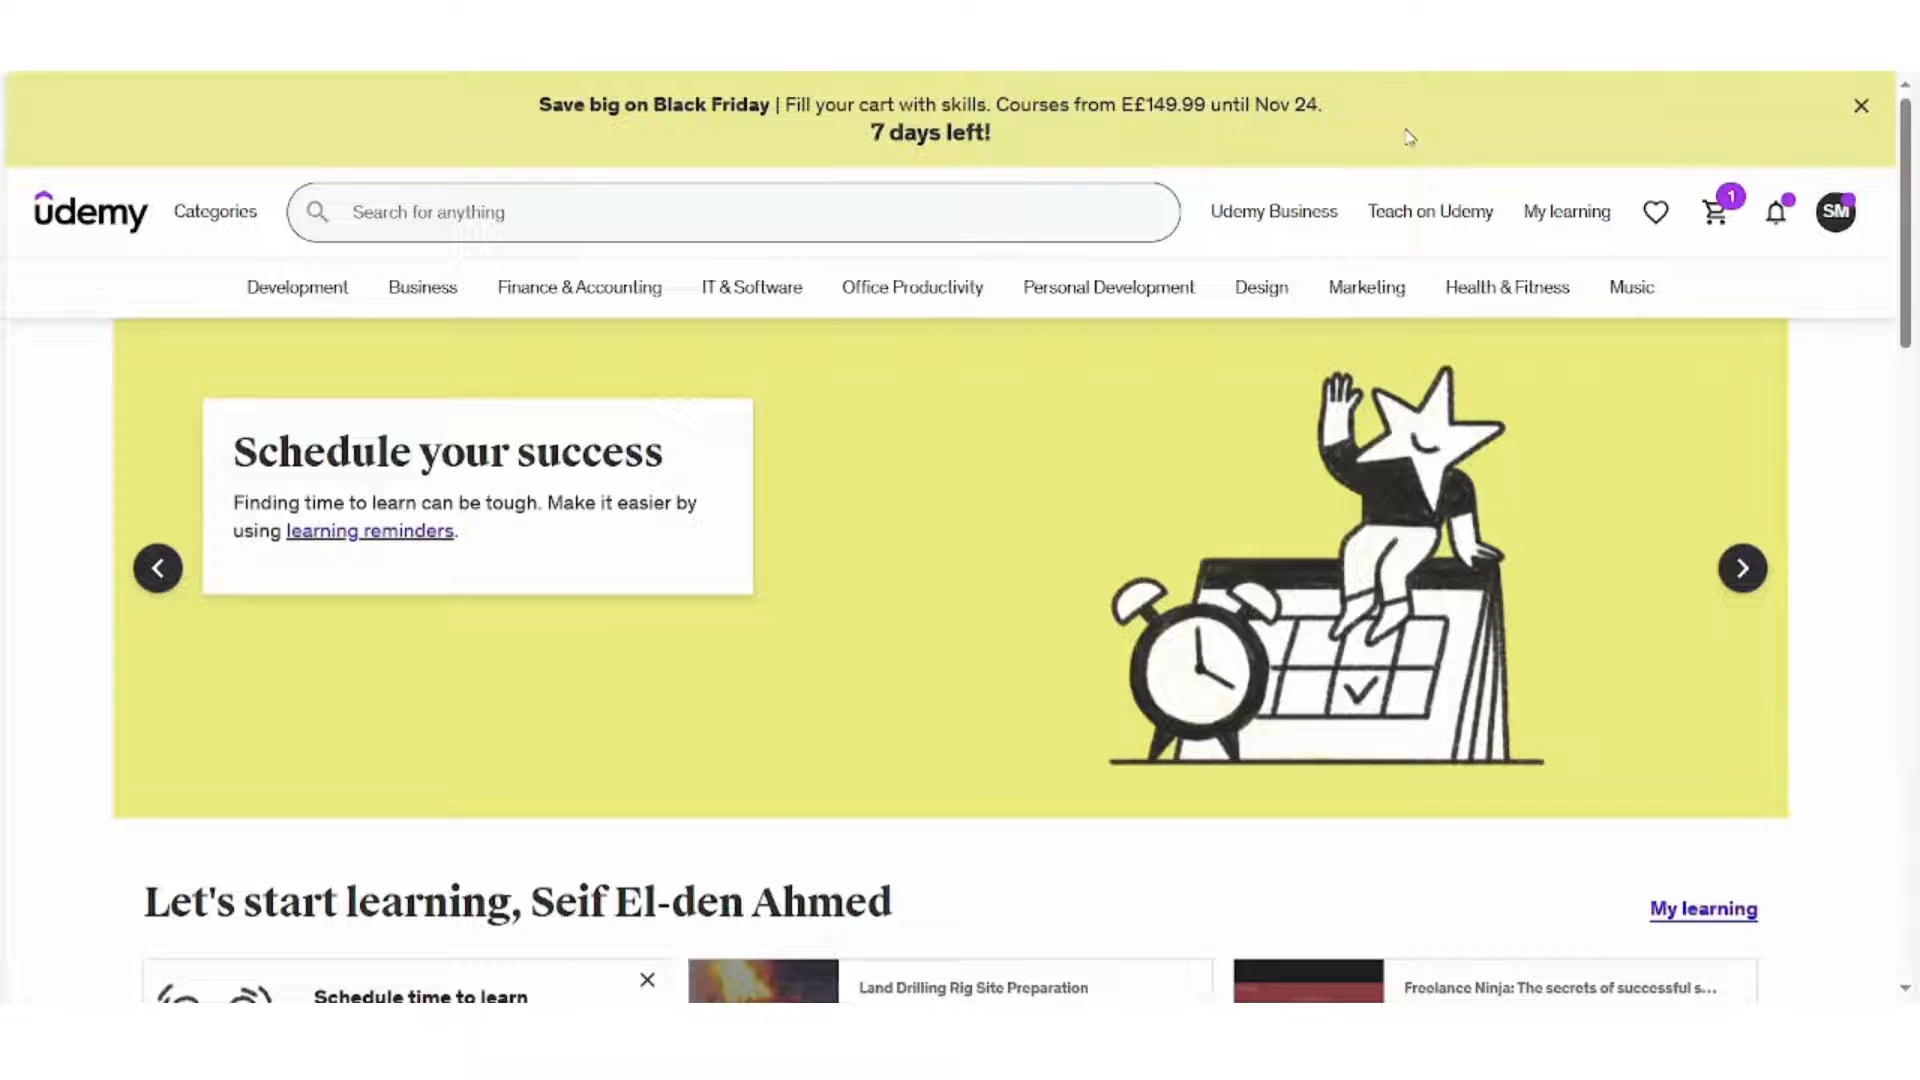 Save big on Black Friday | Fill your cart with skills. Courses from E£149.99 until Nov 24.
7 days left!
udemy
Categories
Search for anything
Udemy Business
Teach on Udemy
My learning
1
SM
Development
Business
Finance & Accounting
IT & Software
Office Productivity
Personal Development
Design
Marketing
Health & Fitness
Music
Schedule your success
Finding time to learn can be tough. Make it easier by
using learning reminders.
Let's start learning, Seif El-den Ahmed
My learning
Schedule time to learn
Land Drilling Rig Site Preparation
Freelance Ninja: The secrets of successful s...